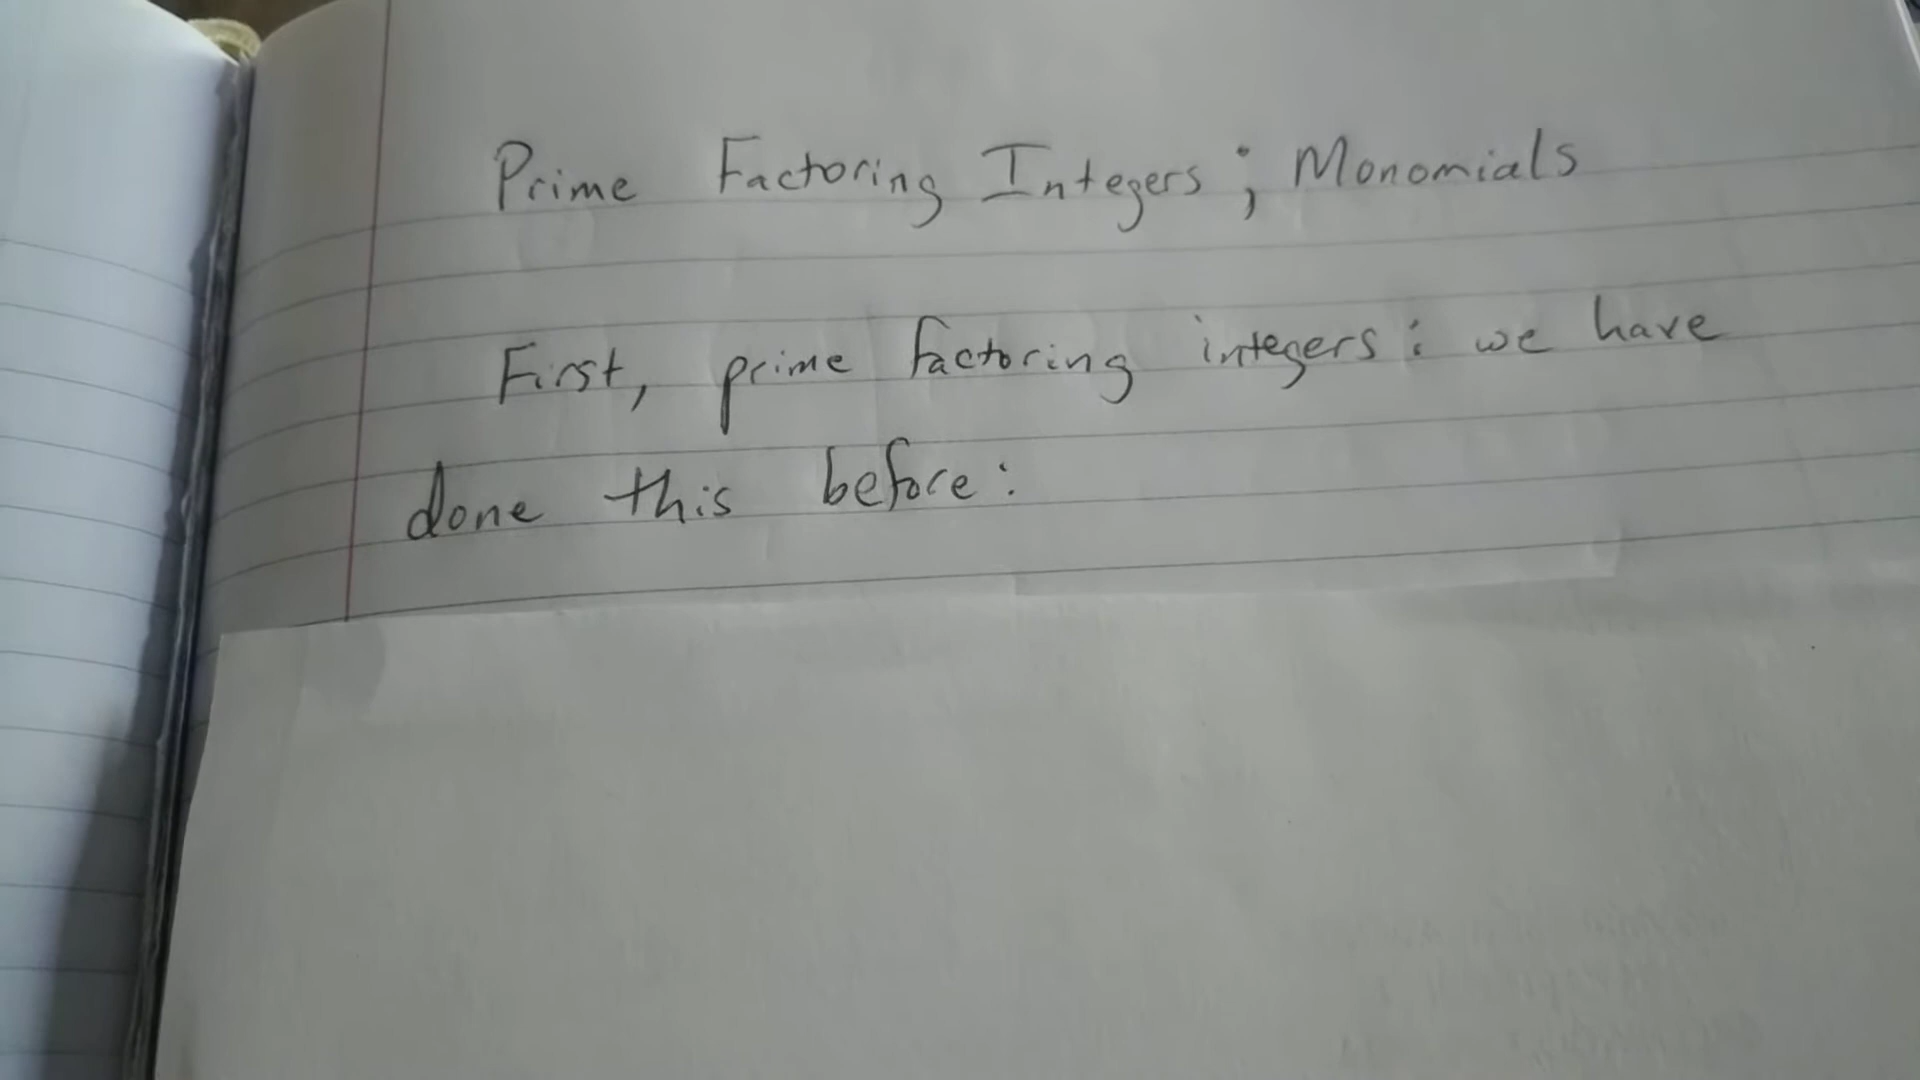 Prime Factoring Integers; Monomials
First, prime factoring integers: we have
done this before: